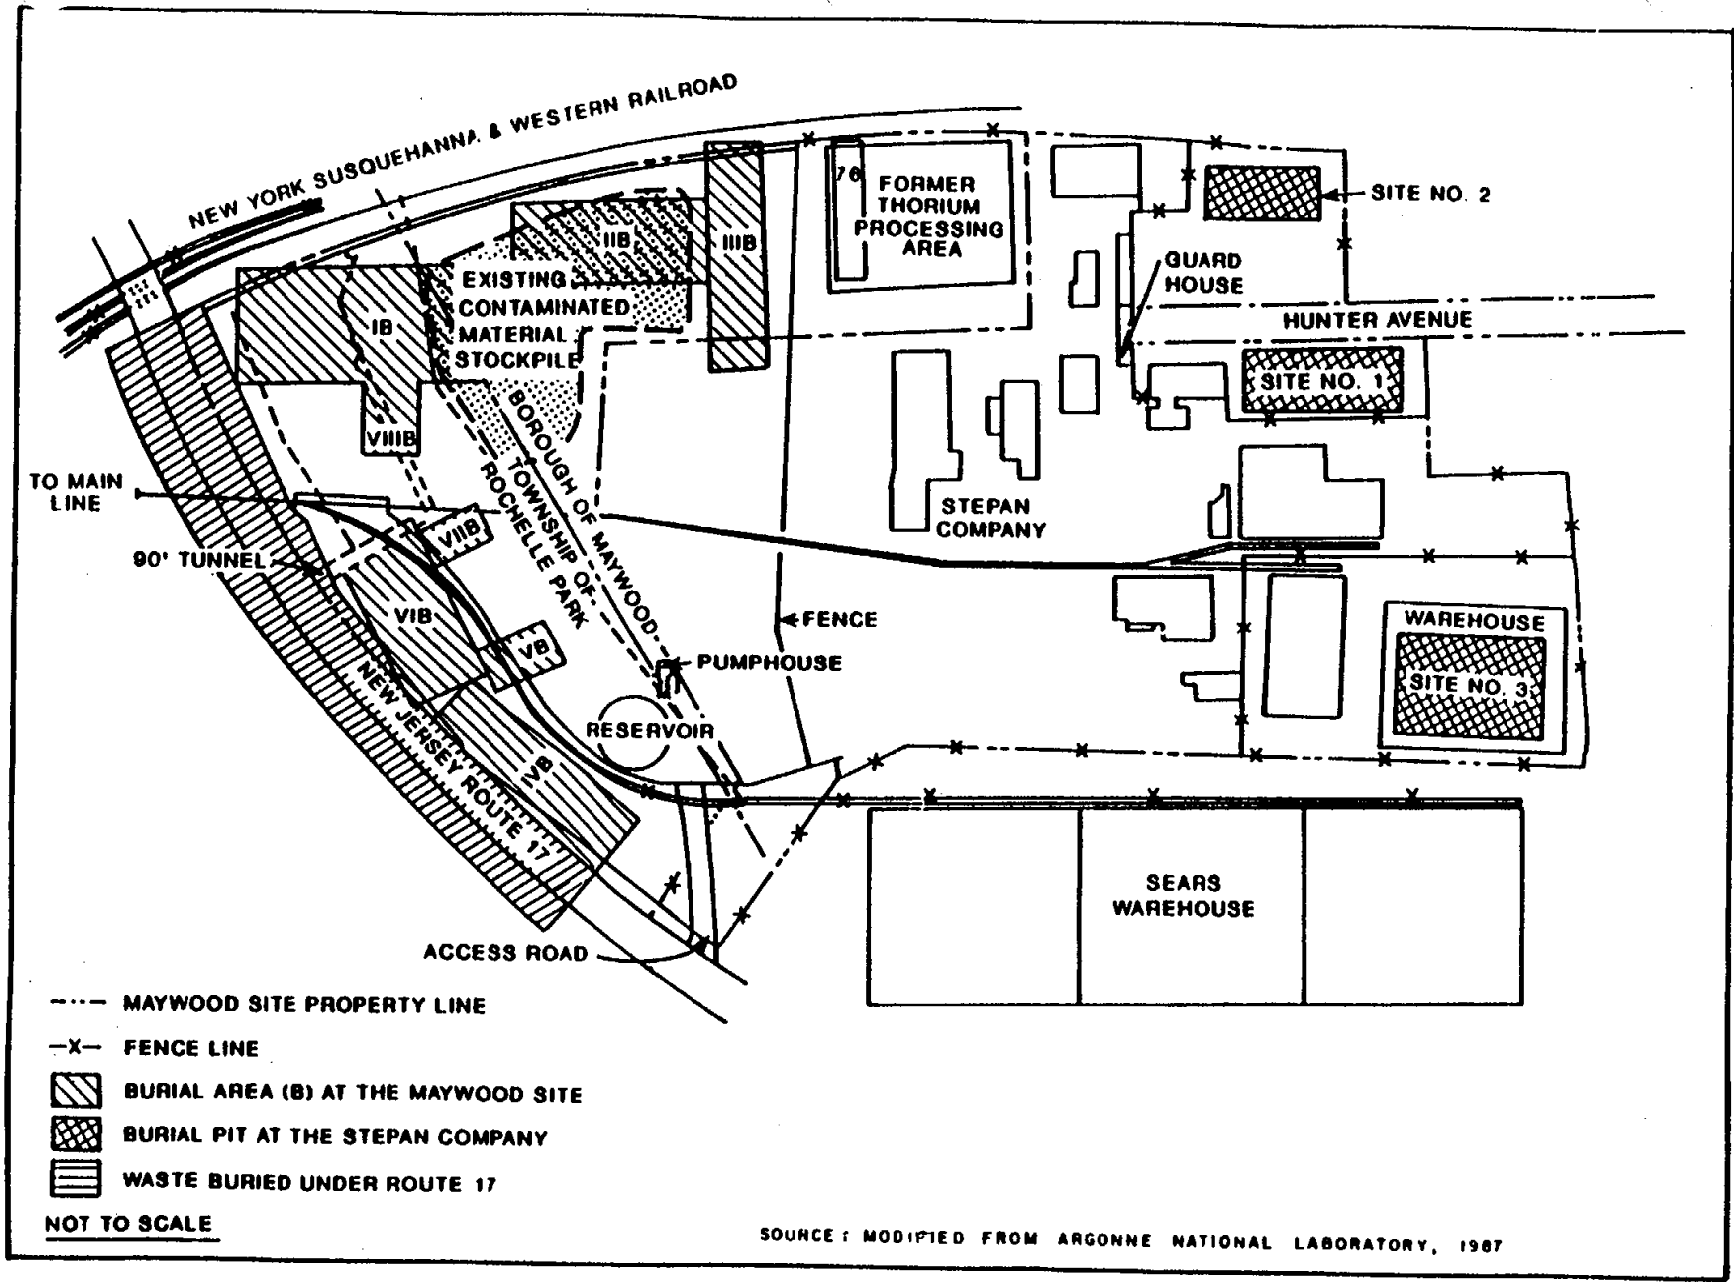 NEW YORK SUSQUEHANNA & WESTERN RAILROAD
70
FORMER
THORIUM
PROCESSING
AREA
SITE NO. 2
GUARD
HOUSE
HUNTER AVENUE
SITE NO. 1
IIB
IIIB
EXISTING
CONTAMINATED
MATERIAL
STOCKPILE
IB
VIIIB
BOROUGH OF MAYWOOD
TOWNSHIP OF
ROCHELLE PARK
TO MAIN
LINE
VIIB
90' TUNNEL
STEPAN
COMPANY
VIB
VB
FENCE
PUMPHOUSE
WAREHOUSE
SITE NO. 3
RESERVOIR
NEW JERSEY ROUTE 17
IVB
SEARS
WAREHOUSE
ACCESS ROAD
MAYWOOD SITE PROPERTY LINE
FENCE LINE
BURIAL AREA (B) AT THE MAYWOOD SITE
BURIAL PIT AT THE STEPAN COMPANY
WASTE BURIED UNDER ROUTE 17
NOT TO SCALE
SOURCE: MODIFIED FROM ARGONNE NATIONAL LABORATORY, 1987